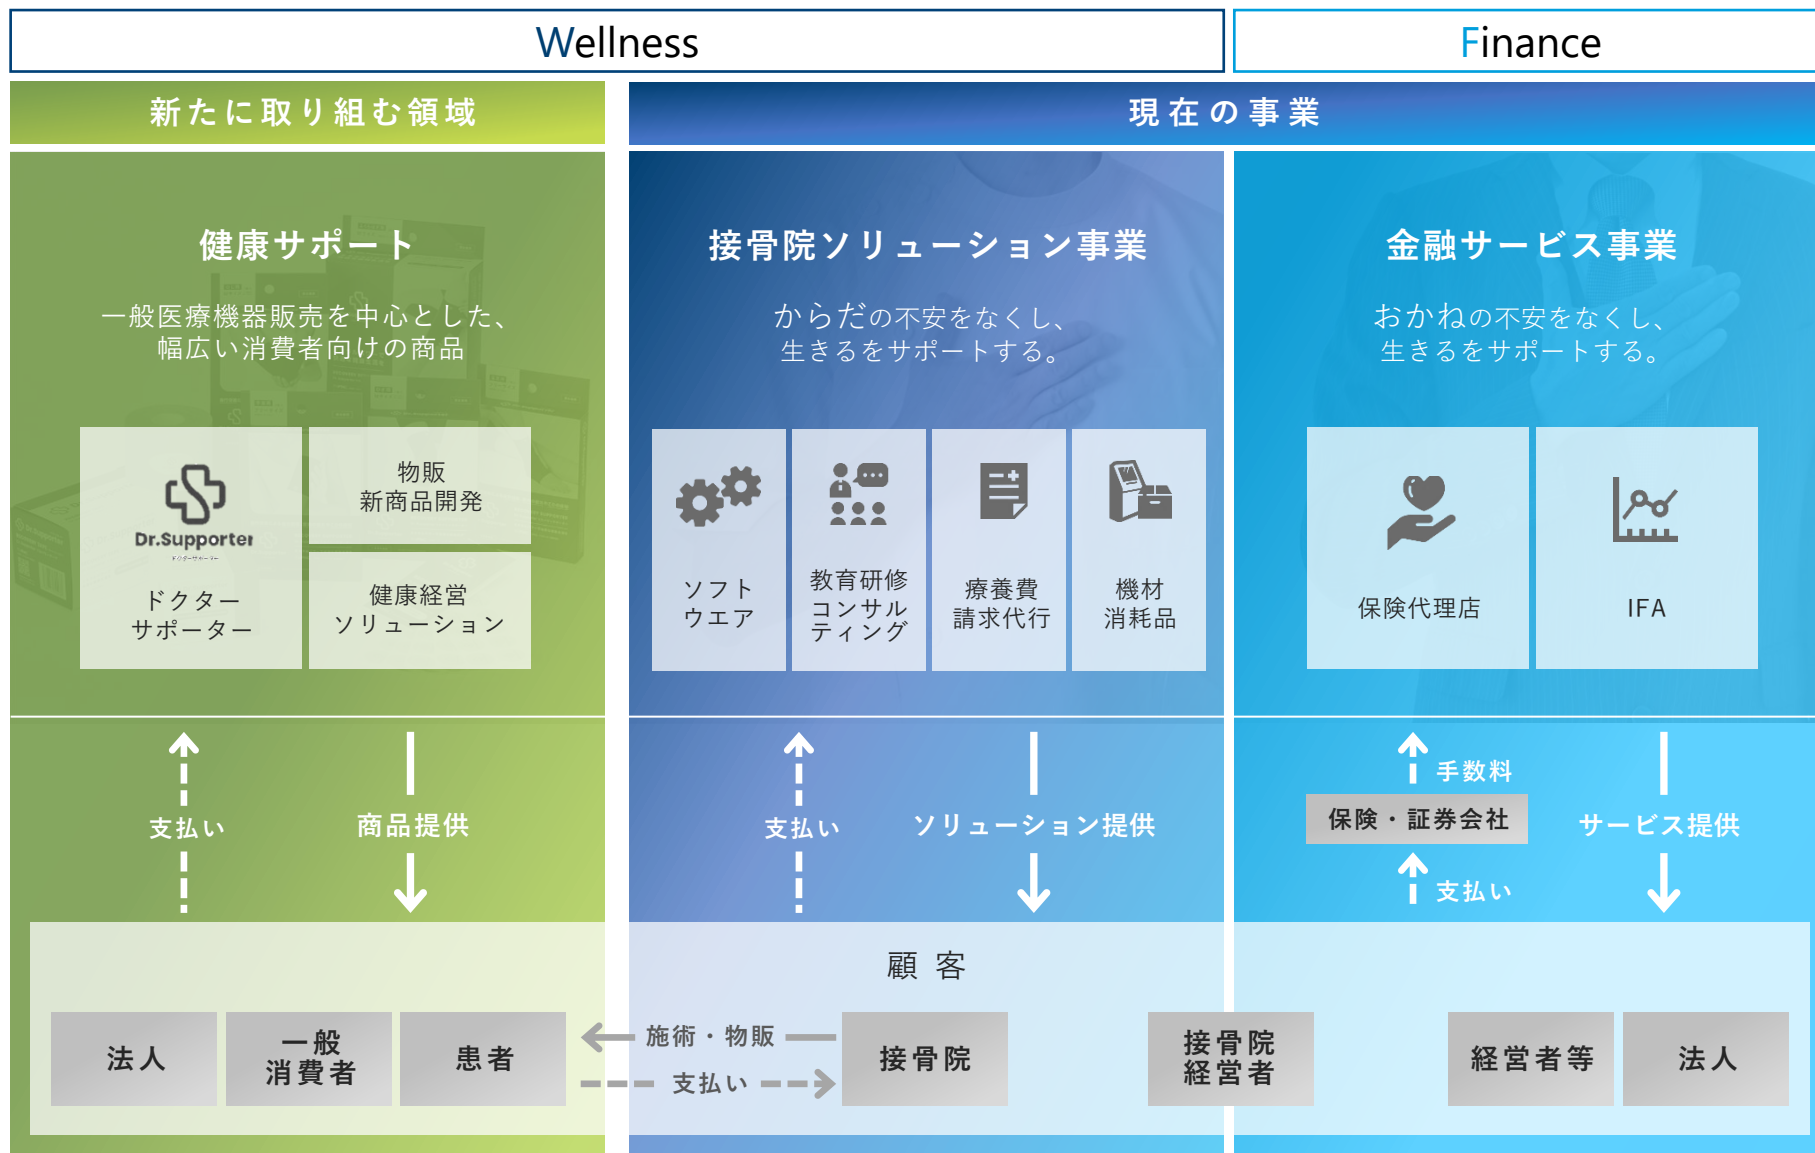 Wellness
Finance
新たに取り組む領域
現在の事業
健康サポート
一般医療機器販売を中心とした、
幅広い消費者向けの商品
Dr.Supporter
ドクターサポーター
ドクター
サポーター
物販
新商品開発
健康経営
ソリューション
接骨院ソリューション事業
からだの不安をなくし、
生きるをサポートする。
ソフト
ウエア
教育研修
コンサル
ティング
療養費
請求代行
機材
消耗品
金融サービス事業
おかねの不安をなくし、
生きるをサポートする。
保険代理店
IFA
支払い
商品提供
支払い
ソリューション提供
手数料
保険・証券会社
支払い
サービス提供
顧客
法人
一般
消費者
患者
施術・物販
支払い
接骨院
接骨院
経営者
経営者等
法人